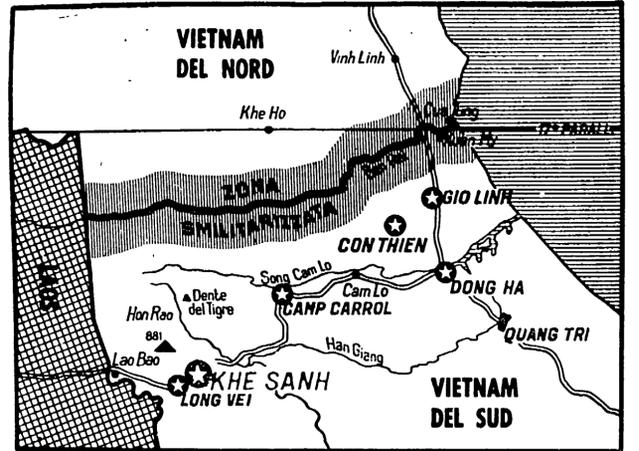 VIETNAM
DEL NORD
Vinh Linh
Khe Ho
17° PARALL
ZONA
SMILITARIZZATA
GIO LINH
CON THIEN
LAOS
Song Cam Lo
Dente
del Tigre
Cam Lo
DONG HA
CAMP CARROL
Hon Rao
881
QUANG TRI
Lao Bao
Han Giang
KHE SANH
LONG VEI
VIETNAM
DEL SUD